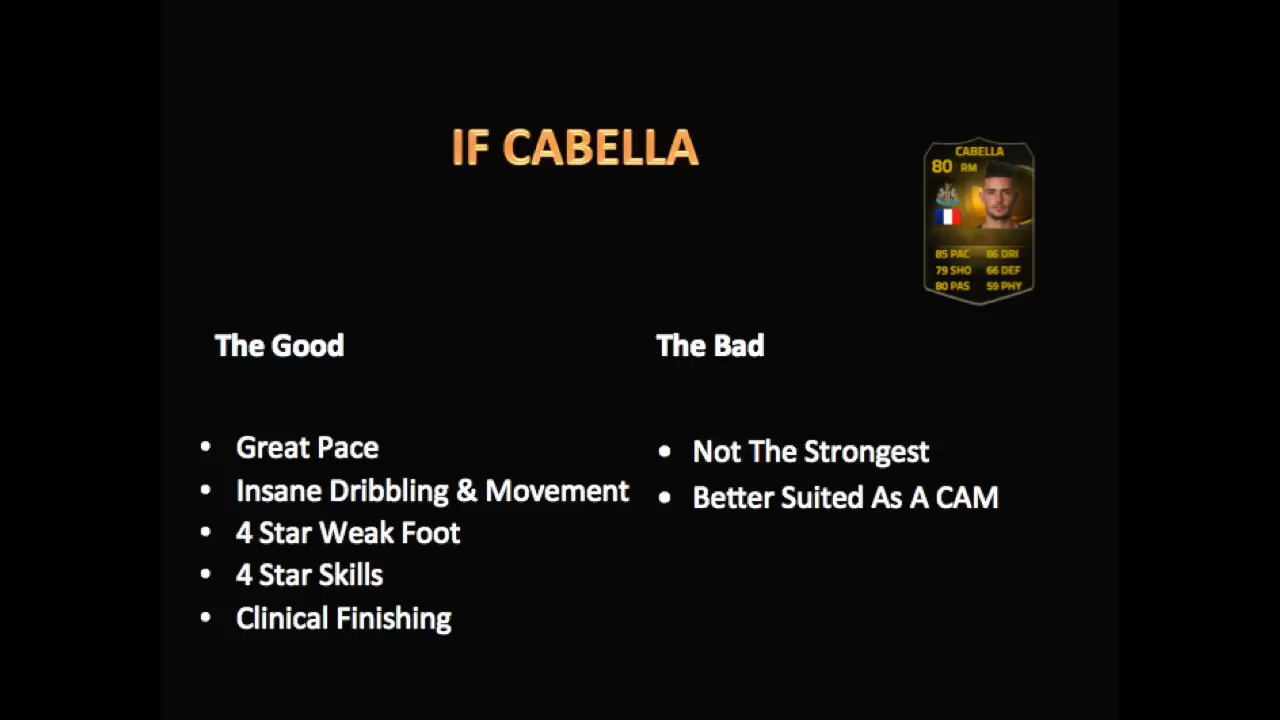 IF CABELLA
CABELLA
80 RM
85 PAC 86 DRI
79 SHO 66 DEF
80 PAS 59 PHY
The Good
The Bad
• Great Pace
• Insane Dribbling & Movement
• 4 Star Weak Foot
• 4 Star Skills
• Clinical Finishing
• Not The Strongest
• Better Suited As A CAM